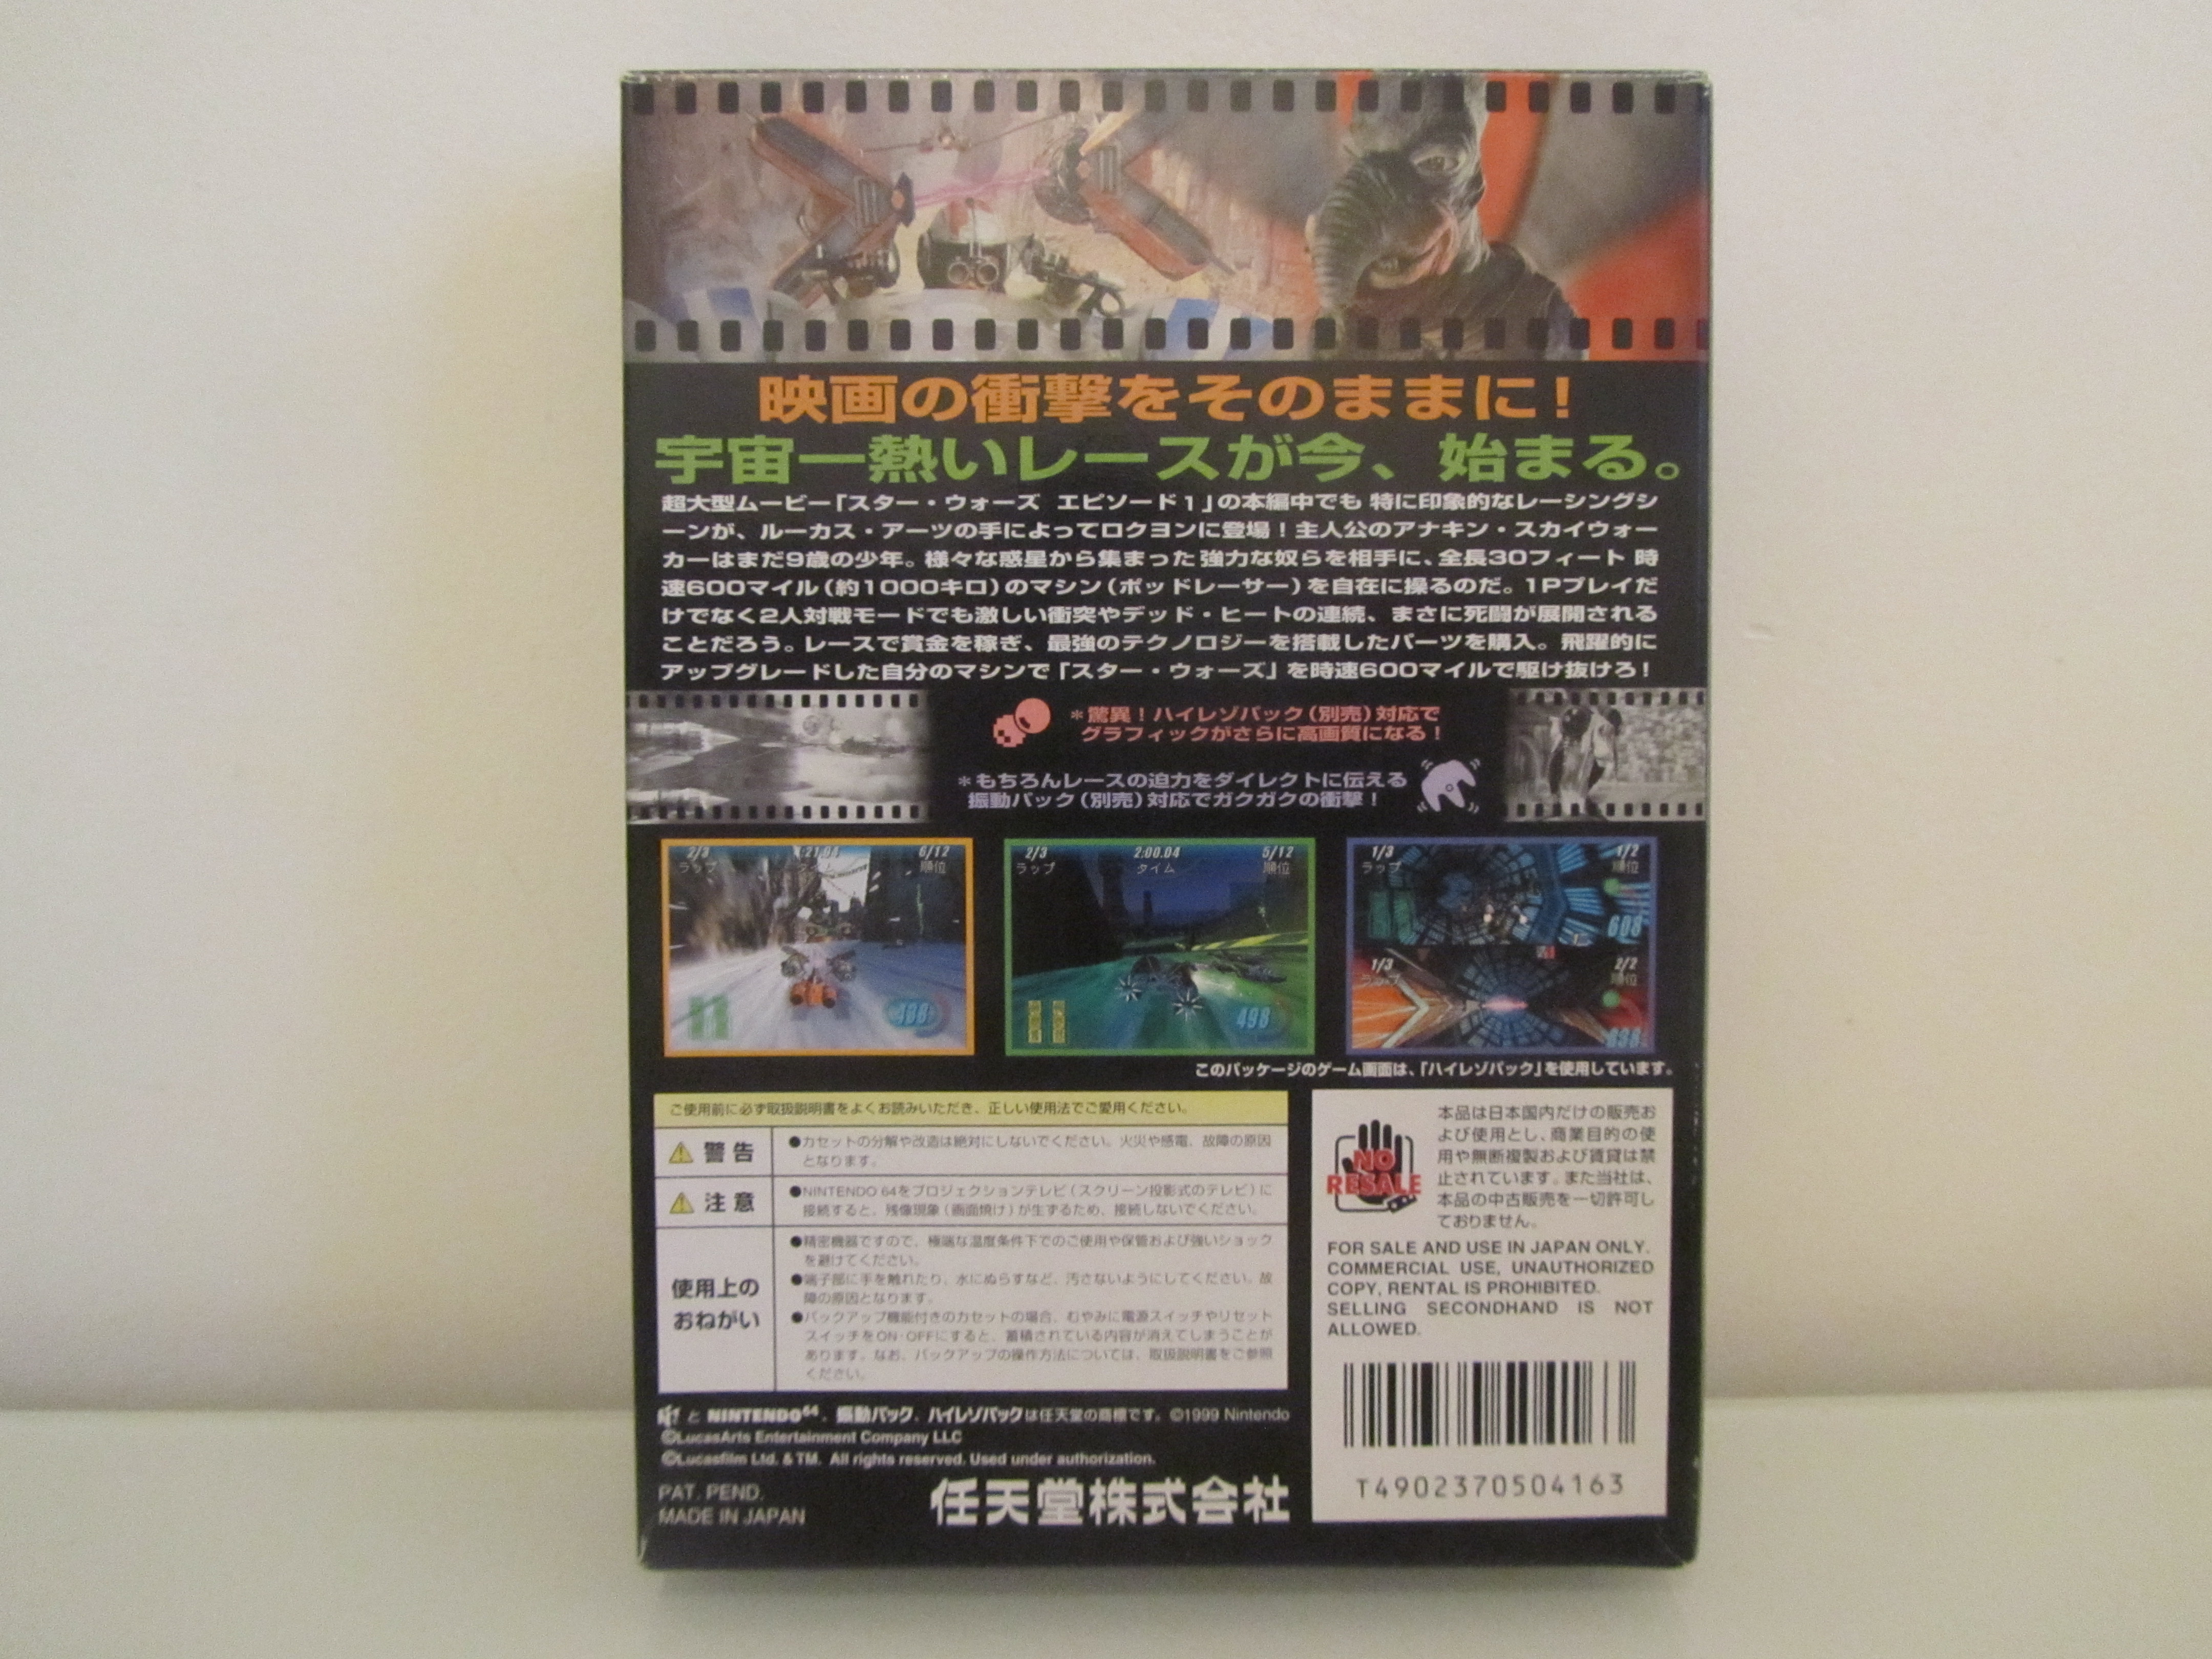 映画の衝撃をそのままに!
宇宙一熱いレースが今、始まる。
超大型ムービー「スター・ウォーズ エピソード1」の本編中でも 特に印象的なレーシングシ
ーンが、ルーカス・アーツの手によってロクヨンに登場!主人公のアナキン・スカイウォー
カーはまだ9歳の少年。様々な惑星から集まった強力な奴らを相手に、全長30フィート 時
速600マイル(約1000キロ)のマシン(ポッドレーサー)を自在に操るのだ。1Pプレイだ
けでなく2人対戦モードでも激しい衝突やデッド・ヒートの連続、まさに死闘が展開される
ことだろう。レースで賞金を稼ぎ、最強のテクノロジーを搭載したパーツを購入。飛躍的に
アップグレードした自分のマシンで「スター・ウォーズ」を時速600マイルで駆け抜けろ!
*驚異!ハイレゾパック(別売)対応で
グラフィックがさらに高画質になる!
*もちろんレースの迫力をダイレクトに伝える
振動パック(別売)対応でガクガクの衝撃!
2/3 6/12
ラップ 順位
2/3 2:00.04 5/12
ラップ タイム 順位
498
1/3 1/2
ラップ 順位
608
1/3 2/2
ラップ 順位
638
このパッケージのゲーム画面は、「ハイレゾパック」を使用しています。
ご使用前に必ず取扱説明書をよくお読みいただき、正しい使用法でご愛用ください。
警告
●カセットの分解や改造は絶対にしないでください。火災や感電、故障の原因
となります。
注意
●NINTENDO 64をプロジェクションテレビ(スクリーン投影式のテレビ)に
接続すると、残像現象(画面焼け)が生ずるため、接続しないでください。
使用上の
おねがい
●精密機器ですので、極端な温度条件下でのご使用や保管および強いショック
を避けてください。
●端子部に手を触れたり、水にぬらすなど、汚さないようにしてください。故
障の原因となります。
●バックアップ機能付きのカセットの場合、むやみに電源スイッチやリセット
スイッチをON・OFFにすると、蓄積されている内容が消えてしまうことが
あります。なお、バックアップの操作方法については、取扱説明書をご参照
ください。
と NINTENDO64、振動パック、ハイレゾパックは任天堂の商標です。©1999 Nintendo
©LucasArts Entertainment Company LLC
©Lucasfilm Ltd. & TM. All rights reserved. Used under authorization.
PAT. PEND.
MADE IN JAPAN
任天堂株式会社
NO
RESALE
本品は日本国内だけの販売お
よび使用とし、商業目的の使
用や無断複製および賃貸は禁
止されています。また当社は、
本品の中古販売を一切許可し
ておりません。
FOR SALE AND USE IN JAPAN ONLY.
COMMERCIAL USE, UNAUTHORIZED
COPY, RENTAL IS PROHIBITED.
SELLING SECONDHAND IS NOT
ALLOWED.
T4902370504163